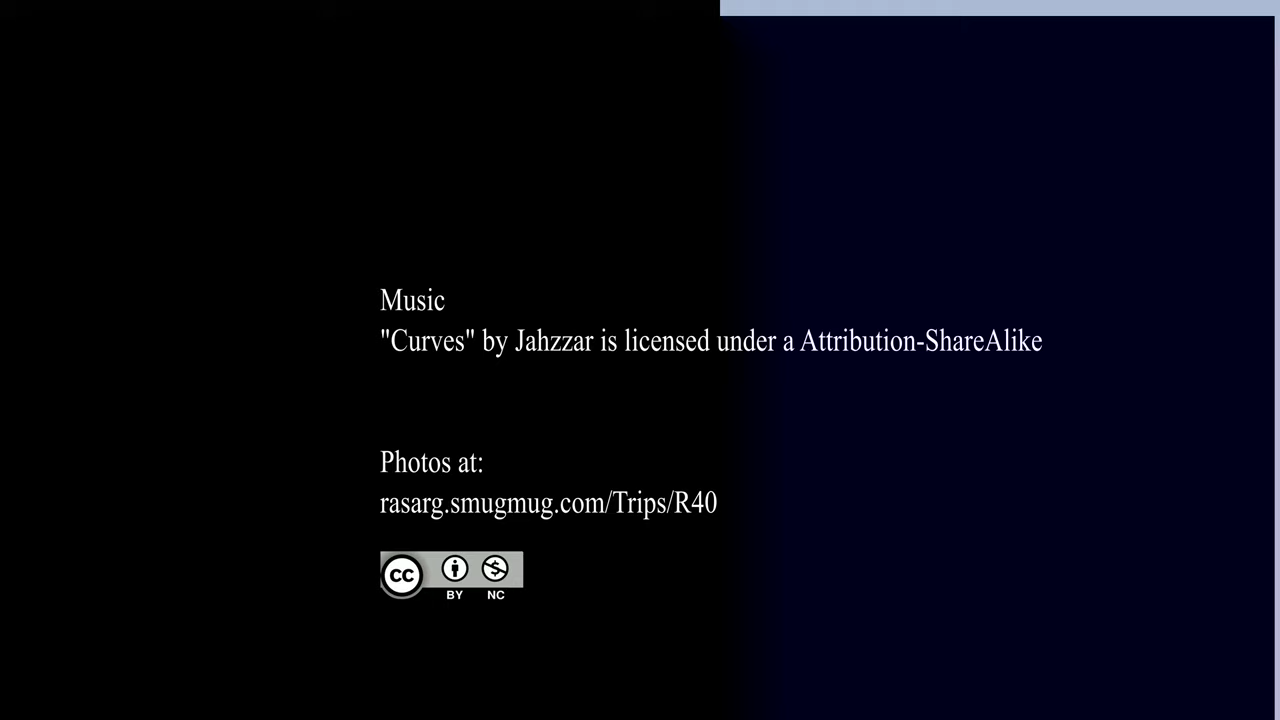 Music
"Curves" by Jahzzar is licensed under a Attribution-ShareAlike
Photos at:
rasarg.smugmug.com/Trips/R40
cc
BY NC